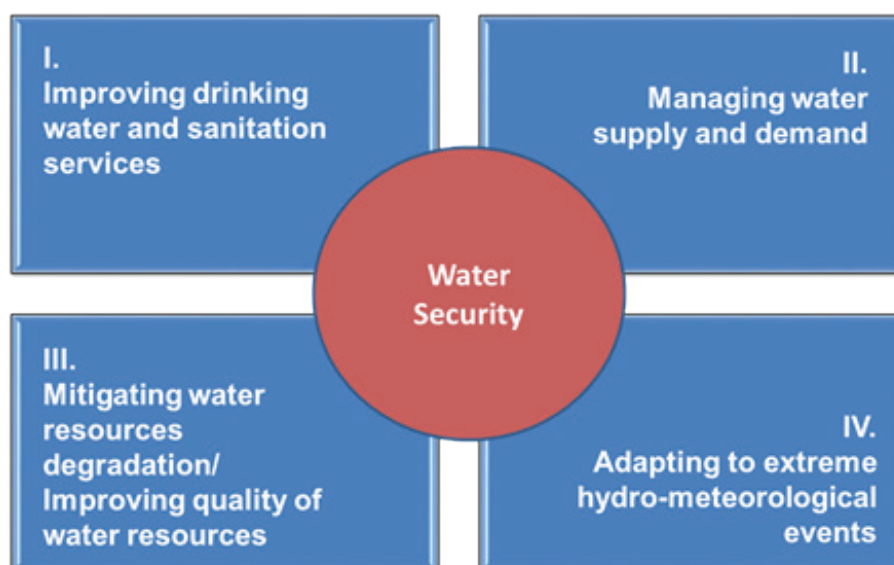 I.
Improving drinking
water and sanitation
services
II.
Managing water
supply and demand
Water
Security
III.
Mitigating water
resources
degradation/
Improving quality of
water resources
IV.
Adapting to extreme
hydro-meteorological
events